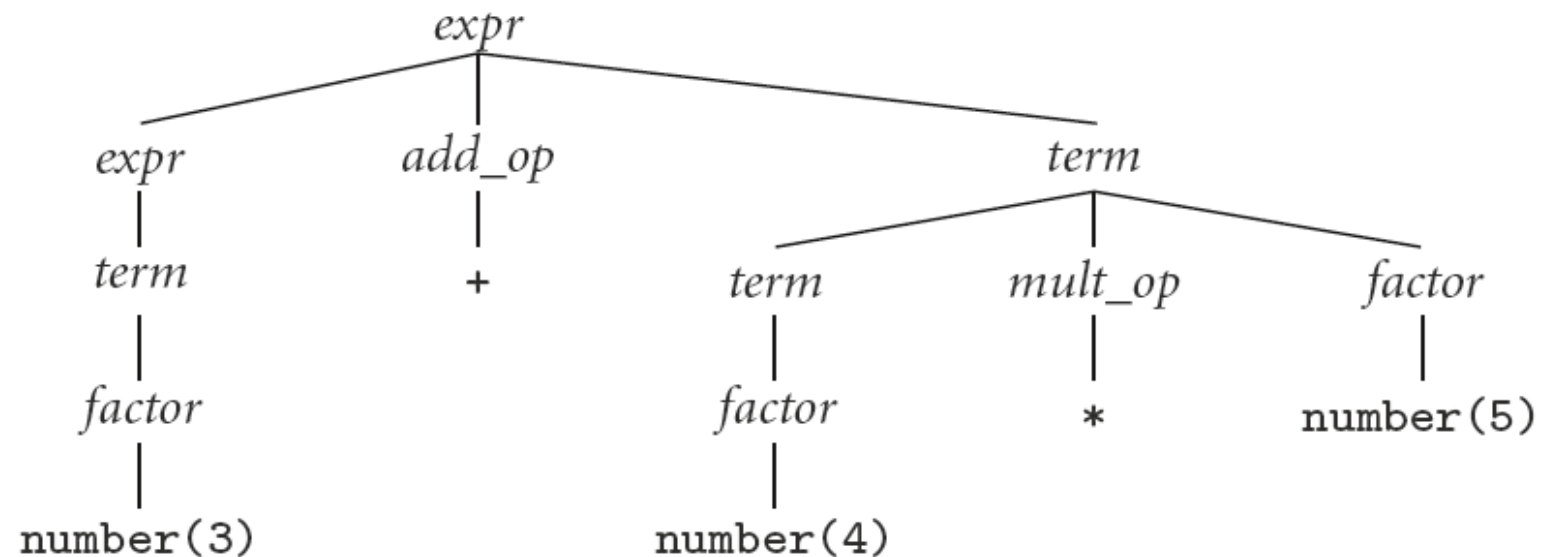 expr
expr add_op term
term + term mult_op factor
factor factor * number(5)
number(3) number(4)